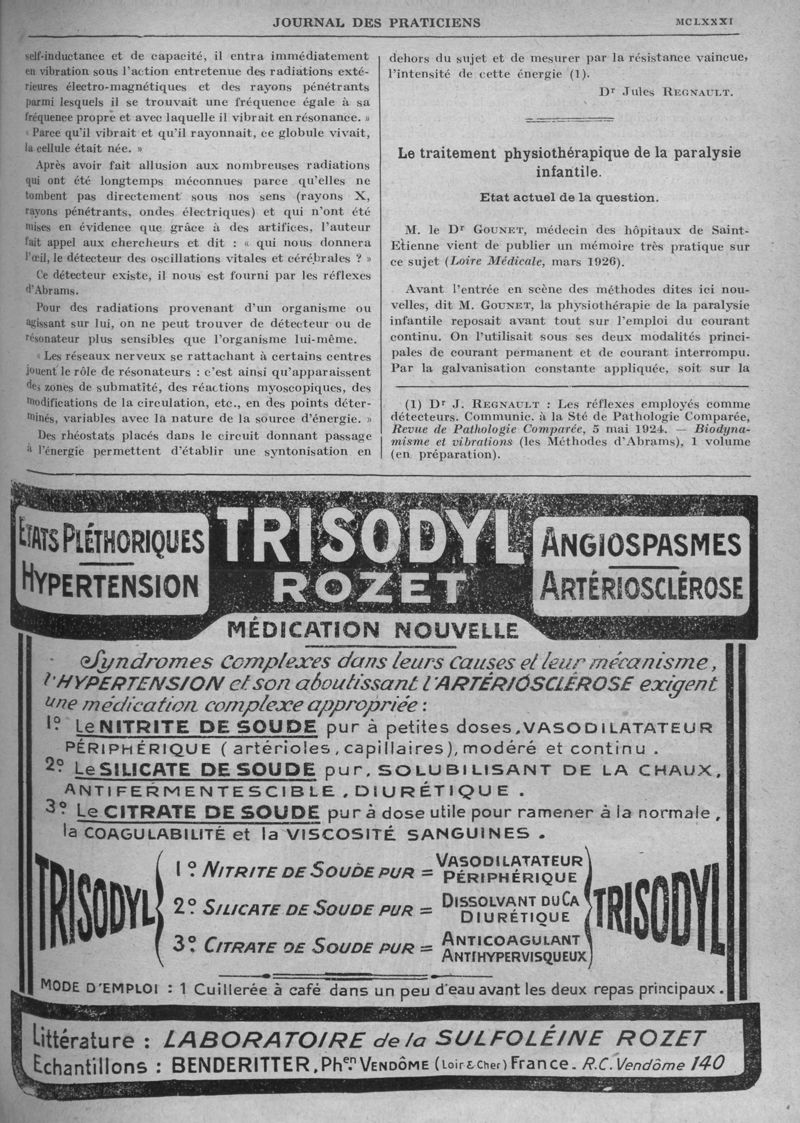 JOURNAL DES PRATICIENS
MCLXXXI
self-inductance et de capacité, il entra immédiatement
en vibration sous l'action entretenue des radiations exté-
rieures électro-magnétiques et des rayons pénétrants
parmi lesquels il se trouvait une fréquence égale à sa
fréquence propre et avec laquelle il vibrait en résonance. »
« Parce qu'il vibrait et qu'il rayonnait, ce globule vivait,
la cellule était née. »
Après avoir fait allusion aux nombreuses radiations
qui ont été longtemps méconnues parce qu'elles ne
tombent pas directement sous nos sens (rayons X,
rayons pénétrants, ondes électriques) et qui n'ont été
mises en évidence que grâce à des artifices, l'auteur
fait appel aux chercheurs et dit : « qui nous donnera
l'œil, le détecteur des oscillations vitales et cérébrales ? »
Ce détecteur existe, il nous est fourni par les réflexes
d'Abrams.
Pour des radiations provenant d'un organisme ou
agissant sur lui, on ne peut trouver de détecteur ou de
résonateur plus sensibles que l'organisme lui-même.
« Les réseaux nerveux se rattachant à certains centres
jouent le rôle de résonateurs : c'est ainsi qu'apparaissent
des zones de submatité, des réactions myoscopiques, des
modifications de la circulation, etc., en des points déter-
minés, variables avec la nature de la source d'énergie. »
Des rhéostats placés dans le circuit donnant passage
à l'énergie permettent d'établir une syntonisation en
dehors du sujet et de mesurer par la résistance vaincue,
l'intensité de cette énergie (1).
Dr Jules REGNAULT.
Le traitement physiothérapique de la paralysie
infantile.
Etat actuel de la question.
M. le Dr GOUNET, médecin des hôpitaux de Saint-
Etienne vient de publier un mémoire très pratique sur
ce sujet (Loire Médicale, mars 1926).
Avant l'entrée en scène des méthodes dites ici nou-
velles, dit M. GOUNET, la physiothérapie de la paralysie
infantile reposait avant tout sur l'emploi du courant
continu. On l'utilisait sous ses deux modalités princi-
pales de courant permanent et de courant interrompu.
Par la galvanisation constante appliquée, soit sur la
(1) Dr J. REGNAULT : Les réflexes employés comme
détecteurs. Communic. à la Sté de Pathologie Comparée,
Revue de Pathologie Comparée, 5 mai 1924. — Biodyna-
misme et vibrations (les Méthodes d'Abrams), 1 volume
(en préparation).
ETATS PLÉTHORIQUES
HYPERTENSION
TRISODYL
ROZET
ANGIOSPASMES
ARTÉRIOSCLÉROSE
MÉDICATION NOUVELLE
Syndromes complexes dans leurs causes et leur mécanisme,
l'HYPERTENSION et son aboutissant l'ARTÉRIOSCLÉROSE exigent
une médication complexe appropriée :
1º. Le NITRITE DE SOUDE pur à petites doses, VASODILATATEUR
PÉRIPHÉRIQUE (artérioles, capillaires), modéré et continu.
2º. Le SILICATE DE SOUDE pur, SOLUBILISANT DE LA CHAUX,
ANTIFERMENTESCIBLE, DIURÉTIQUE.
3º. Le CITRATE DE SOUDE pur à dose utile pour ramener à la normale,
la COAGULABILITÉ et la VISCOSITÉ SANGUINES.
TRISODYL
1º. NITRITE DE SOUDE PUR = VASODILATATEUR PÉRIPHÉRIQUE
2º. SILICATE DE SOUDE PUR = DISSOLVANT DU CA DIURÉTIQUE
3º. CITRATE DE SOUDE PUR = ANTICOAGULANT ANTIHYPERVISQUEUX
TRISODYL
MODE D'EMPLOI : 1 Cuillerée à café dans un peu d'eau avant les deux repas principaux.
Littérature : LABORATOIRE de la SULFOLÉINE ROZET
Echantillons : BENDERITTER, Phen. VENDÔME (Loir & Cher) France. R.C. Vendôme 140